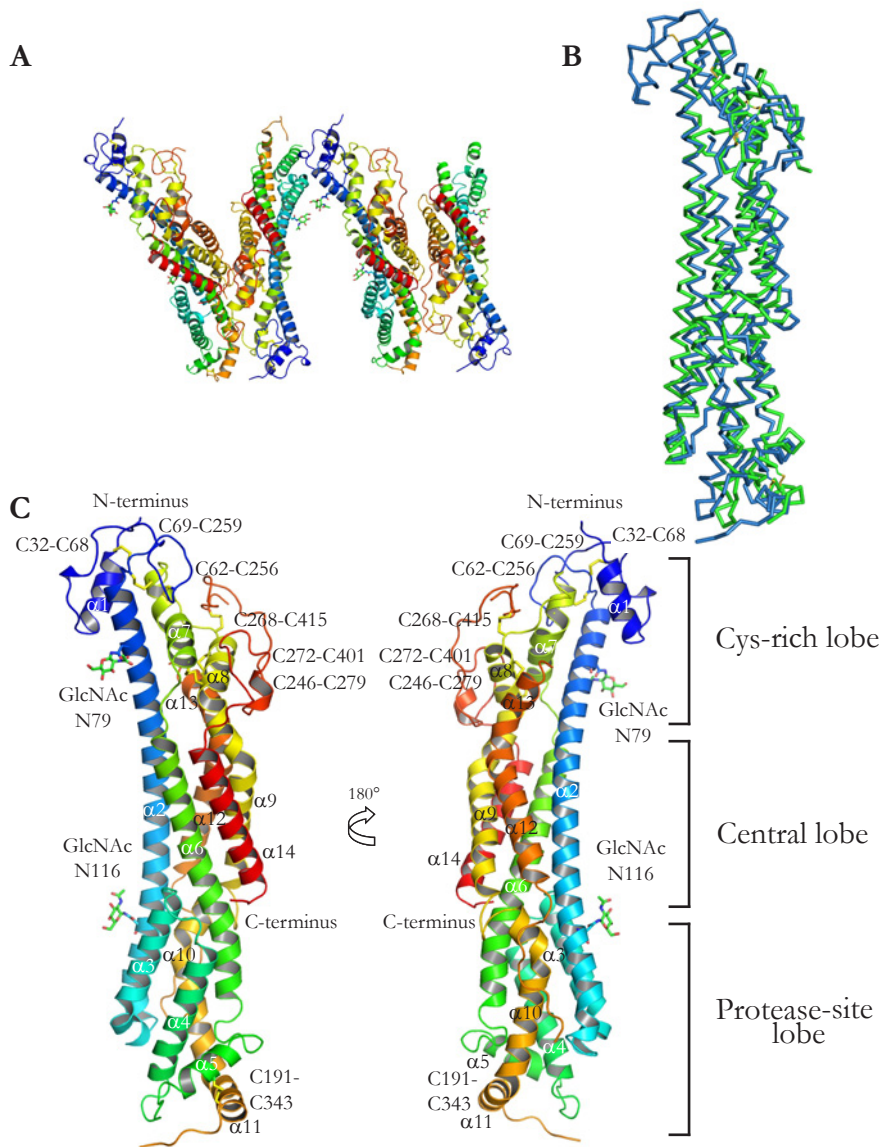 A
B
C
N-terminus
C69-C259
C32-C68
C62-C256
α1
C268-C415
α7
C272-C401
α8
C246-C279
GlcNAc
N79
α13
α9
α2
α12
GlcNAc
N116
α6
α14
C-terminus
α10
α3
α4
α5
C191-
C343
α11
180°
N-terminus
C32-C68
C69-C259
C62-C256
α1
C268-C415
α7
C272-C401
α8
C246-C279
α13
GlcNAc
N79
α2
α9
α12
α14
GlcNAc
N116
α6
C-terminus
α3
α10
α4
α5
C191-
C343
α11
Cys-rich lobe
Central lobe
Protease-site
lobe